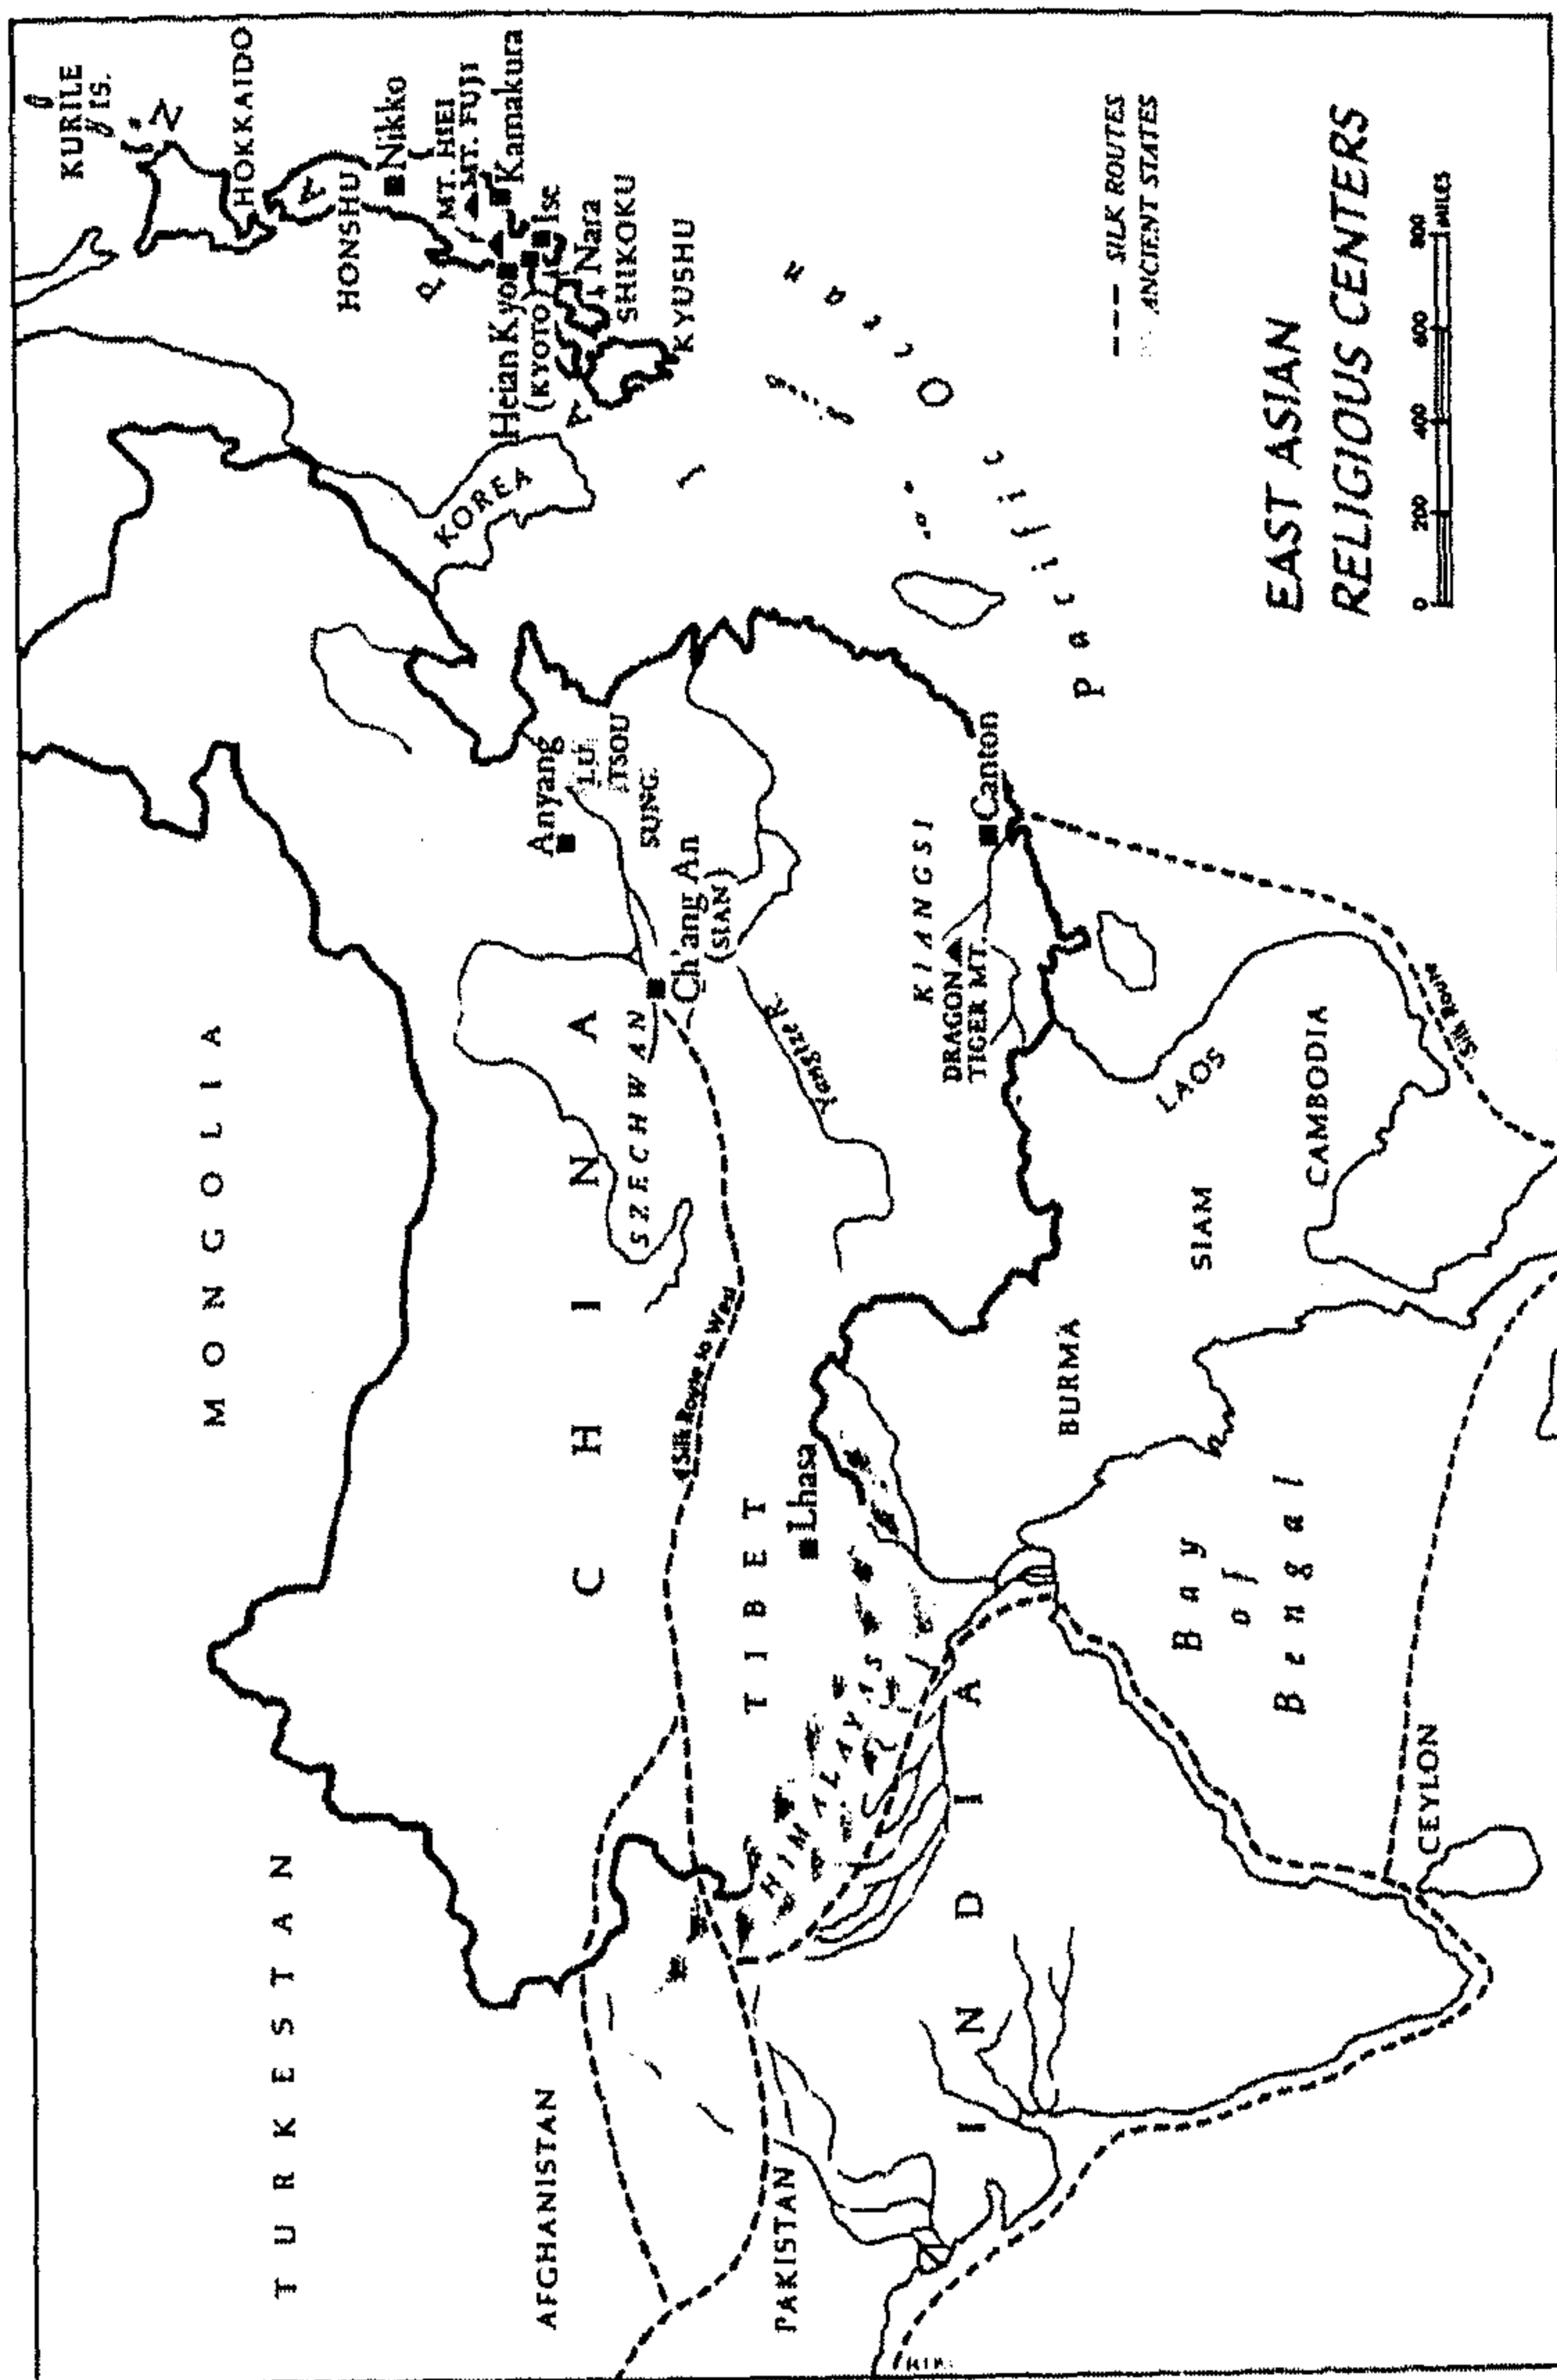 EAST ASIAN
RELIGIOUS CENTERS
0 200 400 600 800
MILES
--- SILK ROUTES
ANCIENT STATES
TURKESTAN
MONGOLIA
KURILE
IS.
HOKKAIDO
HONSHU
Nikko
MT. HIEI
MT. FUJI
Kamakura
Heian Kyo
(KYOTO)
Ise
Nara
SHIKOKU
KYUSHU
JAPAN
KOREA
AFGHANISTAN
CHINA
Anyang
LU
SUNG
SZECHWAN
Ch'ang An
(SIAN)
Silk Route to West
PAKISTAN
TIBET
Lhasa
Yangtze R.
HIMALAYAS
KIANGSI
DRAGON
TIGER MT.
Canton
Pacific Ocean
INDIA
BURMA
LAOS
SIAM
CAMBODIA
Silk Route
Bay
of
Bengal
CEYLON